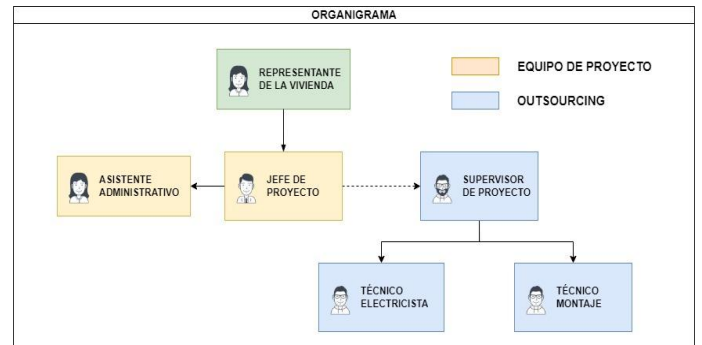 ORGANIGRAMA
REPRESENTANTE
DE LA VIVIENDA
EQUIPO DE PROYECTO
OUTSOURCING
ASISTENTE
ADMINISTRATIVO
JEFE DE
PROYECTO
SUPERVISOR
DE PROYECTO
TÉCNICO
ELECTRICISTA
TÉCNICO
MONTAJE